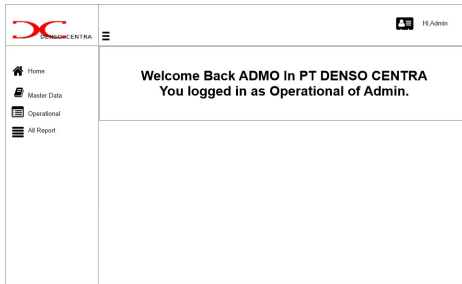 DENSO CENTRA
Hi,Admin
Home
Master Data
Operational
All Report
Welcome Back ADMO In PT DENSO CENTRA
You logged in as Operational of Admin.